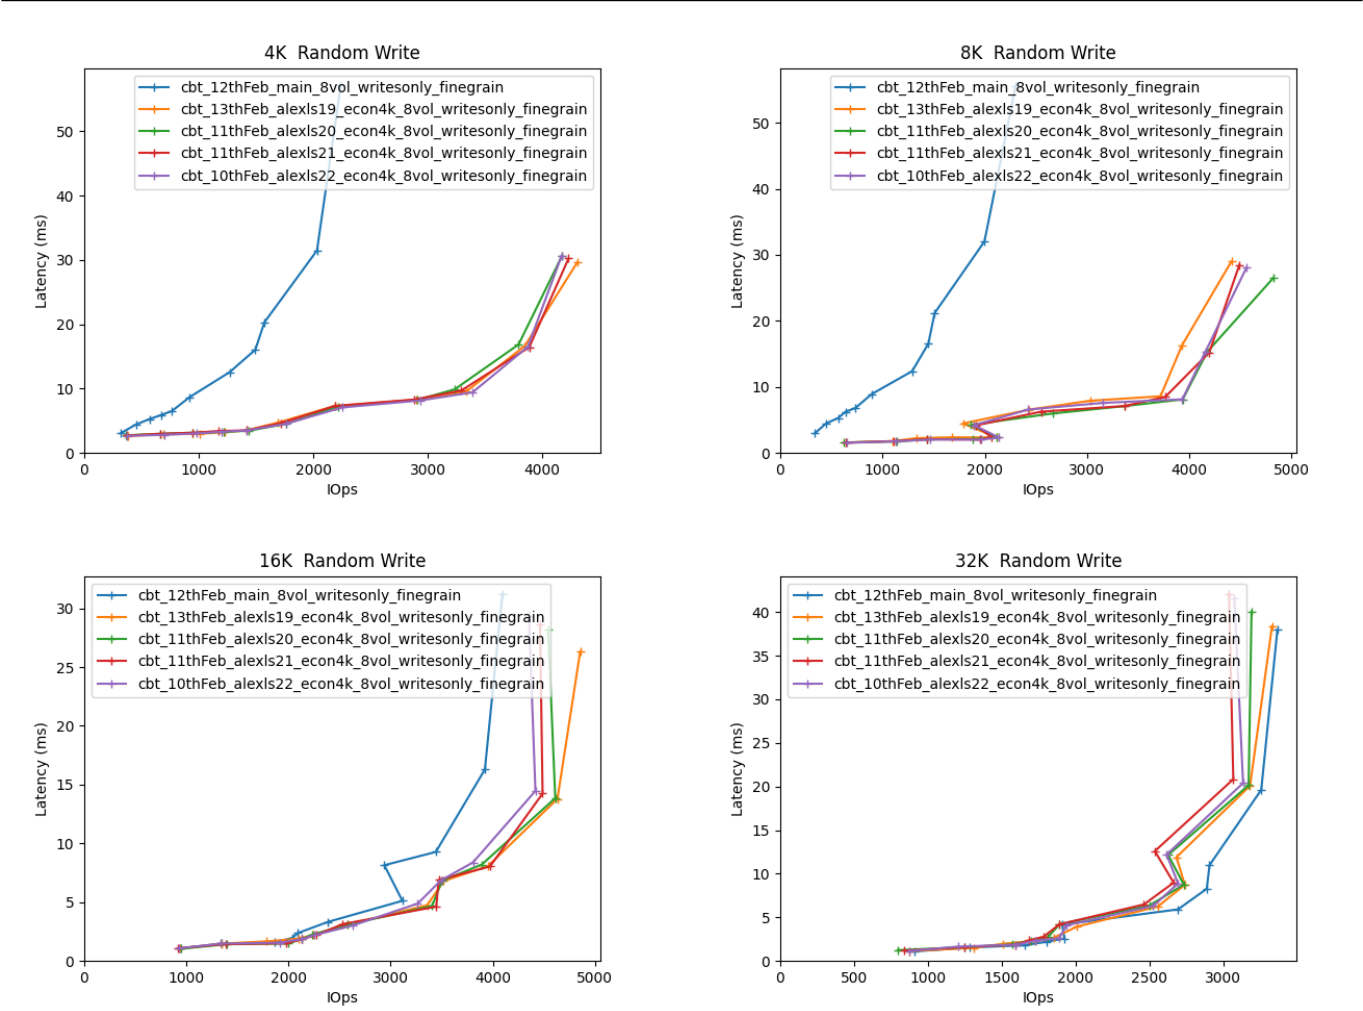 4K  Random Write
cbt_12thFeb_main_8vol_writesonly_finegrain
cbt_13thFeb_alexls19_econ4k_8vol_writesonly_finegrain
cbt_11thFeb_alexls20_econ4k_8vol_writesonly_finegrain
cbt_11thFeb_alexls21_econ4k_8vol_writesonly_finegrain
cbt_10thFeb_alexls22_econ4k_8vol_writesonly_finegrain
50
40
30
20
10
0
Latency (ms)
0 1000 2000 3000 4000
IOps
8K  Random Write
cbt_12thFeb_main_8vol_writesonly_finegrain
cbt_13thFeb_alexls19_econ4k_8vol_writesonly_finegrain
cbt_11thFeb_alexls20_econ4k_8vol_writesonly_finegrain
cbt_11thFeb_alexls21_econ4k_8vol_writesonly_finegrain
cbt_10thFeb_alexls22_econ4k_8vol_writesonly_finegrain
50
40
30
20
10
0
Latency (ms)
0 1000 2000 3000 4000 5000
IOps
16K  Random Write
cbt_12thFeb_main_8vol_writesonly_finegrain
cbt_13thFeb_alexls19_econ4k_8vol_writesonly_finegrain
cbt_11thFeb_alexls20_econ4k_8vol_writesonly_finegrain
cbt_11thFeb_alexls21_econ4k_8vol_writesonly_finegrain
cbt_10thFeb_alexls22_econ4k_8vol_writesonly_finegrain
30
25
20
15
10
5
0
Latency (ms)
0 1000 2000 3000 4000 5000
IOps
32K  Random Write
cbt_12thFeb_main_8vol_writesonly_finegrain
cbt_13thFeb_alexls19_econ4k_8vol_writesonly_finegrain
cbt_11thFeb_alexls20_econ4k_8vol_writesonly_finegrain
cbt_11thFeb_alexls21_econ4k_8vol_writesonly_finegrain
cbt_10thFeb_alexls22_econ4k_8vol_writesonly_finegrain
40
35
30
25
20
15
10
5
0
Latency (ms)
0 500 1000 1500 2000 2500 3000
IOps